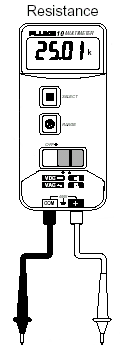 Resistance
FLUKE 10 MULTIMETER
25.01 k
SELECT
RANGE
OFF
VDC
VAC
COM